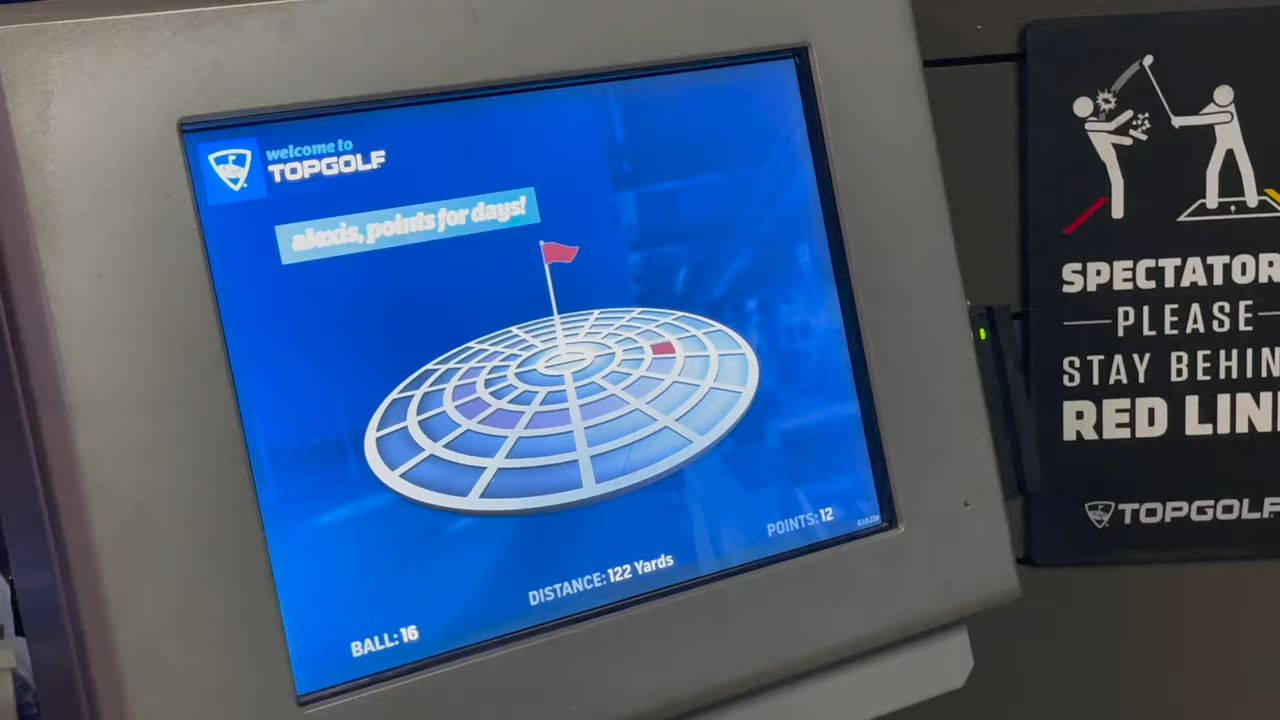 welcome to
TOPGOLF
alexis, points for days!
POINTS: 12
DISTANCE: 122 Yards
BALL: 16
SPECTATOR
PLEASE
STAY BEHIN
RED LIN
TOPGOLF